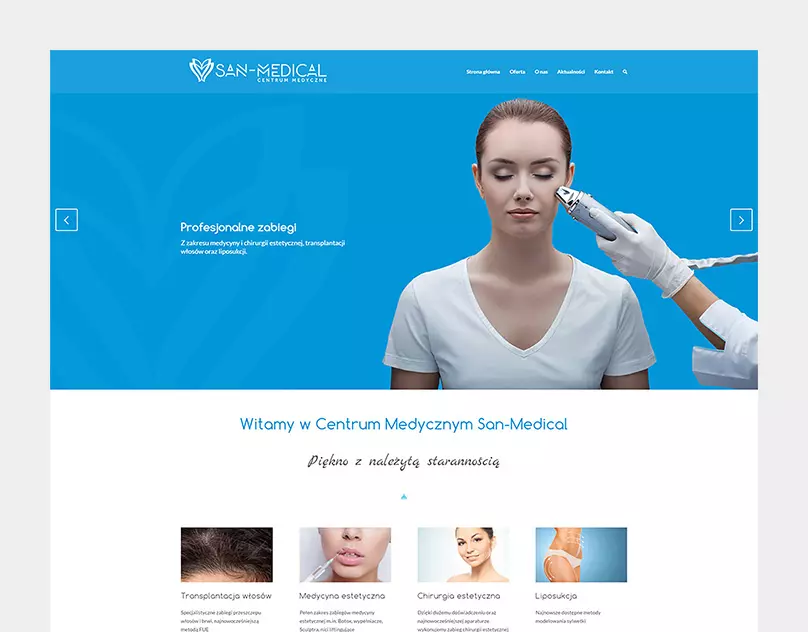 SAN-MEDICAL
CENTRUM MEDYCZNE
Strona główna Oferta O nas Aktualności Kontakt
Profesjonalne zabiegi
Z zakresu medycyny i chirurgii estetycznej, transplantacji
włosów oraz liposukcji.
Witamy w Centrum Medycznym San-Medical
Piękno z należytą starannością
Transplantacja włosów
Specjalistyczne zabiegi przeszczepu
włosów i brwi, najnowocześniejszą
metodą FUE
Medycyna estetyczna
Pełen zakres zabiegów medycyny
estetycznej m.in. Botox, wypełniacze,
Sculptra, nici liftingujące
Chirurgia estetyczna
Dzięki dużemu doświadczeniu oraz
najnowocześniejszej aparaturze
wykonujemy zabiegi chirurgii estetycznej
Liposukcja
Najnowsze dostępne metody
modelowania sylwetki